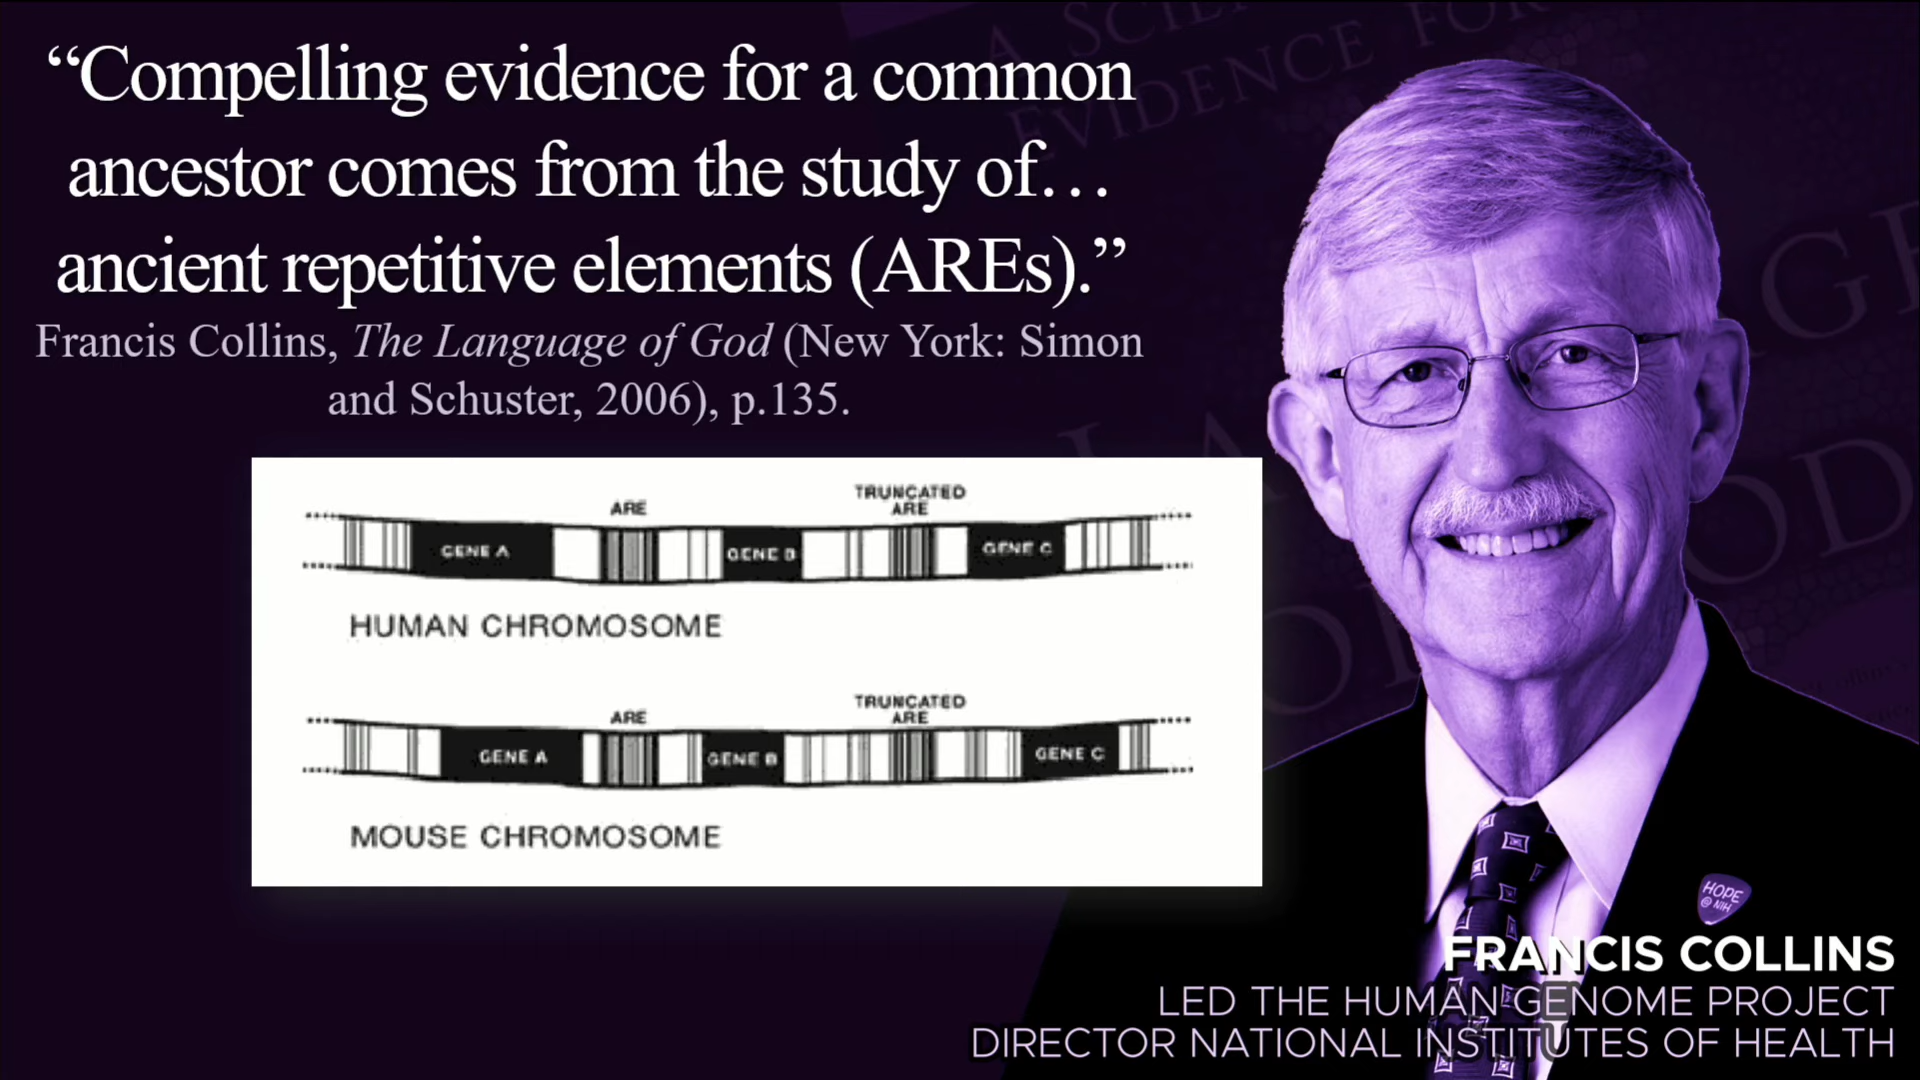 “Compelling evidence for a common
ancestor comes from the study of…
ancient repetitive elements (AREs).”
Francis Collins, The Language of God (New York: Simon
and Schuster, 2006), p.135.
ARE
TRUNCATED
ARE
GENE A
GENE B
GENE C
HUMAN CHROMOSOME
ARE
TRUNCATED
ARE
GENE A
GENE B
GENE C
MOUSE CHROMOSOME
A SCIEN
EVIDENCE FOR
HOPE
@ NIH
FRANCIS COLLINS
LED THE HUMAN GENOME PROJECT
DIRECTOR NATIONAL INSTITUTES OF HEALTH